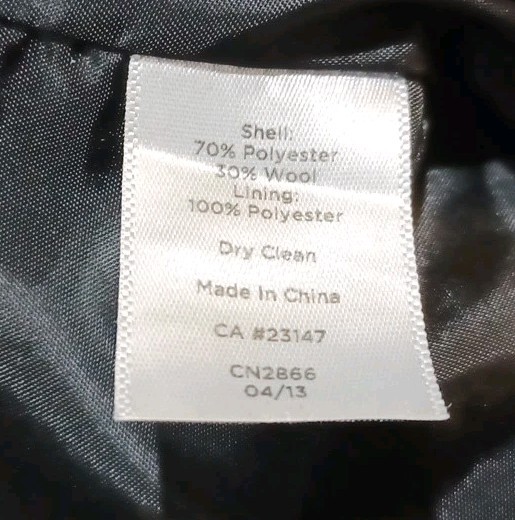 Shell:
70% Polyester
30% Wool
Lining:
100% Polyester
Dry Clean
Made In China
CA #23147
CN2866
04/13